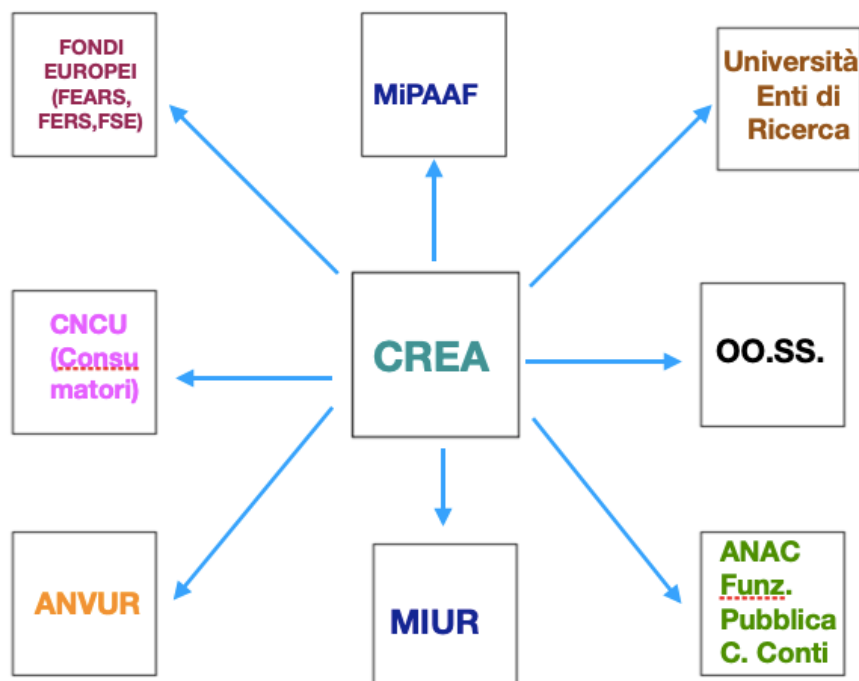 FONDI
EUROPEI
(FEARS,
FERS,FSE)
MiPAAF
Università
Enti di
Ricerca
CNCU
(Consu
matori)
CREA
OO.SS.
ANVUR
MIUR
ANAC
Funz.
Pubblica
C. Conti